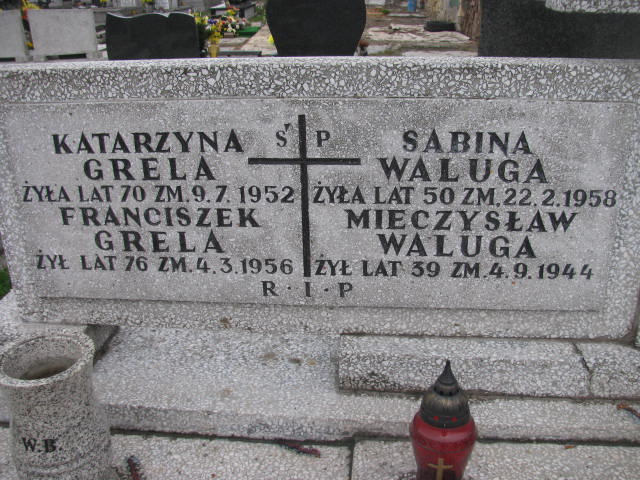 Ś P
KATARZYNA
GRELA
ŻYŁA LAT 70 ZM.9.7.1952
FRANCISZEK
GRELA
ŻYŁ LAT 76 ZM.4.3.1956
SABINA
WALUGA
ŻYŁA LAT 50 ZM.22.2.1958
MIECZYSŁAW
WALUGA
ŻYŁ LAT 39 ZM.4.9.1944
R·I·P
W.B.